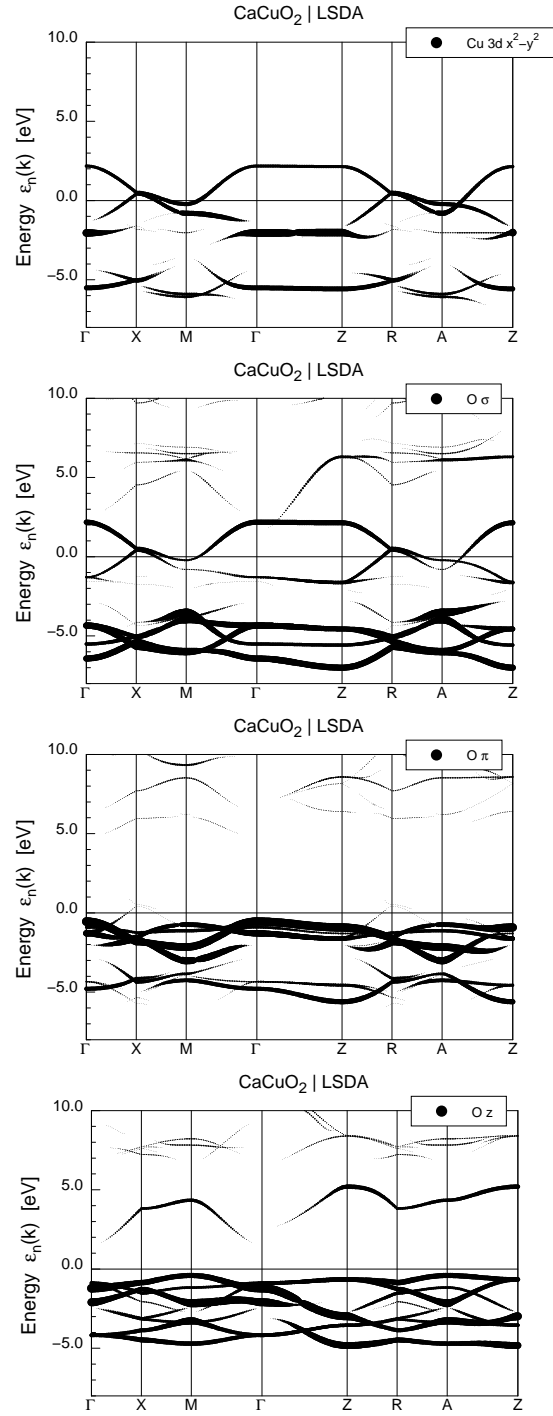 CaCuO2 | LSDA
Cu 3d x2−y2
10.0
5.0
0.0
−5.0
Energy εn(k) [eV]
Γ X M Γ Z R A Z
CaCuO2 | LSDA
O σ
10.0
5.0
0.0
−5.0
Energy εn(k) [eV]
Γ X M Γ Z R A Z
CaCuO2 | LSDA
O π
10.0
5.0
0.0
−5.0
Energy εn(k) [eV]
Γ X M Γ Z R A Z
CaCuO2 | LSDA
O z
10.0
5.0
0.0
−5.0
Energy εn(k) [eV]
Γ X M Γ Z R A Z